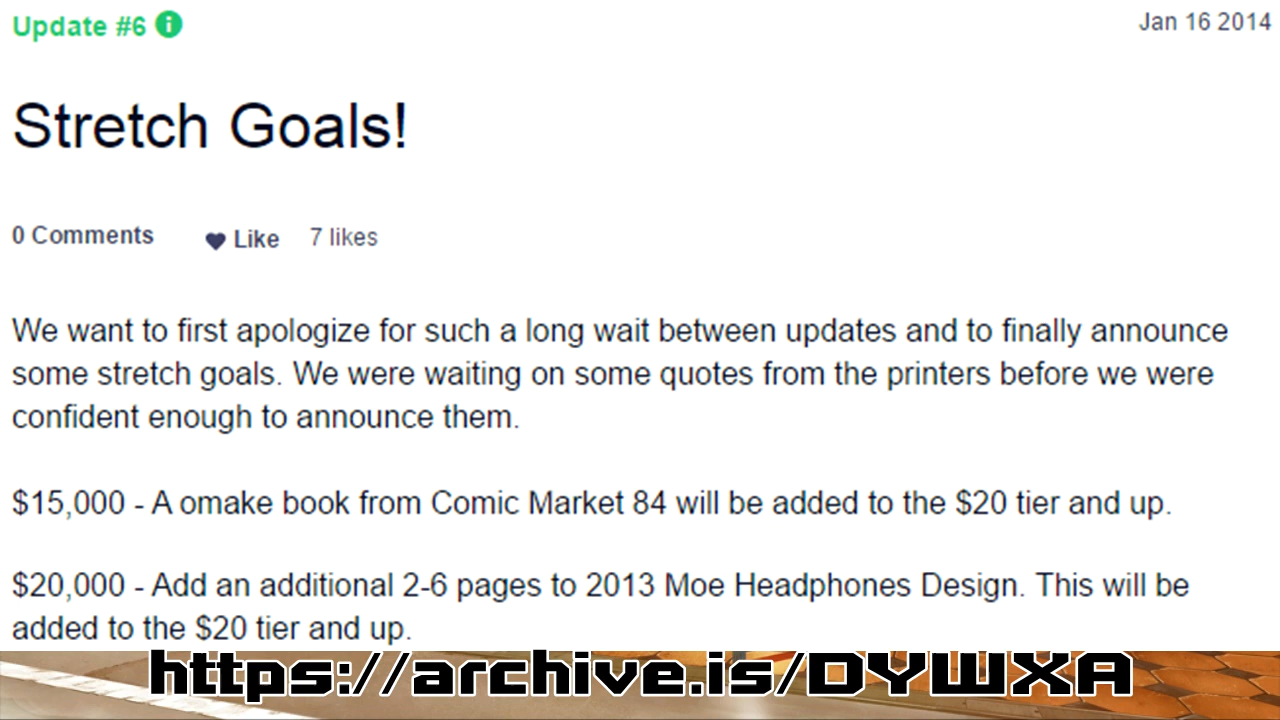 Update #6
Jan 16 2014
Stretch Goals!
0 Comments Like 7 likes
We want to first apologize for such a long wait between updates and to finally announce
some stretch goals. We were waiting on some quotes from the printers before we were
confident enough to announce them.
$15,000 - A omake book from Comic Market 84 will be added to the $20 tier and up.
$20,000 - Add an additional 2-6 pages to 2013 Moe Headphones Design. This will be
added to the $20 tier and up.
https://archive.is/DYWXA